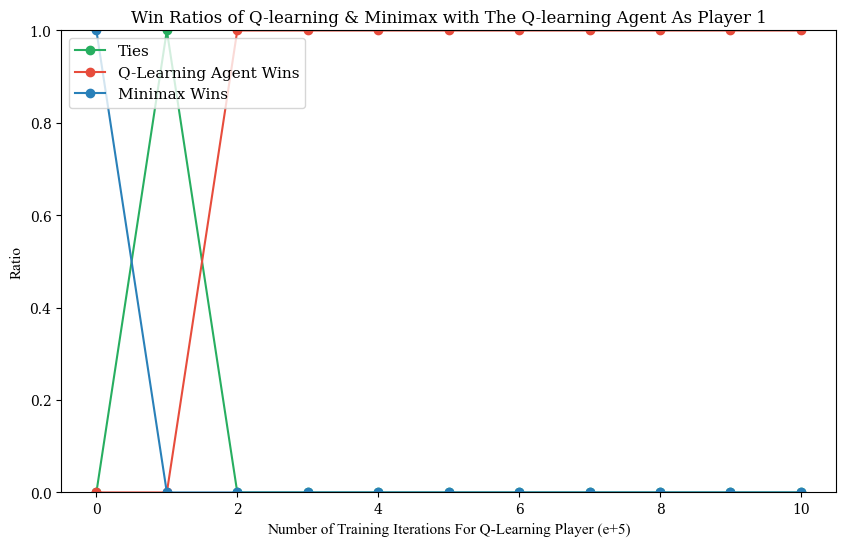 Win Ratios of Q-learning & Minimax with The Q-learning Agent As Player 1
1.0
0.8
0.6
0.4
0.2
0.0
Ratio
Ties
Q-Learning Agent Wins
Minimax Wins
0 2 4 6 8 10
Number of Training Iterations For Q-Learning Player (e+5)